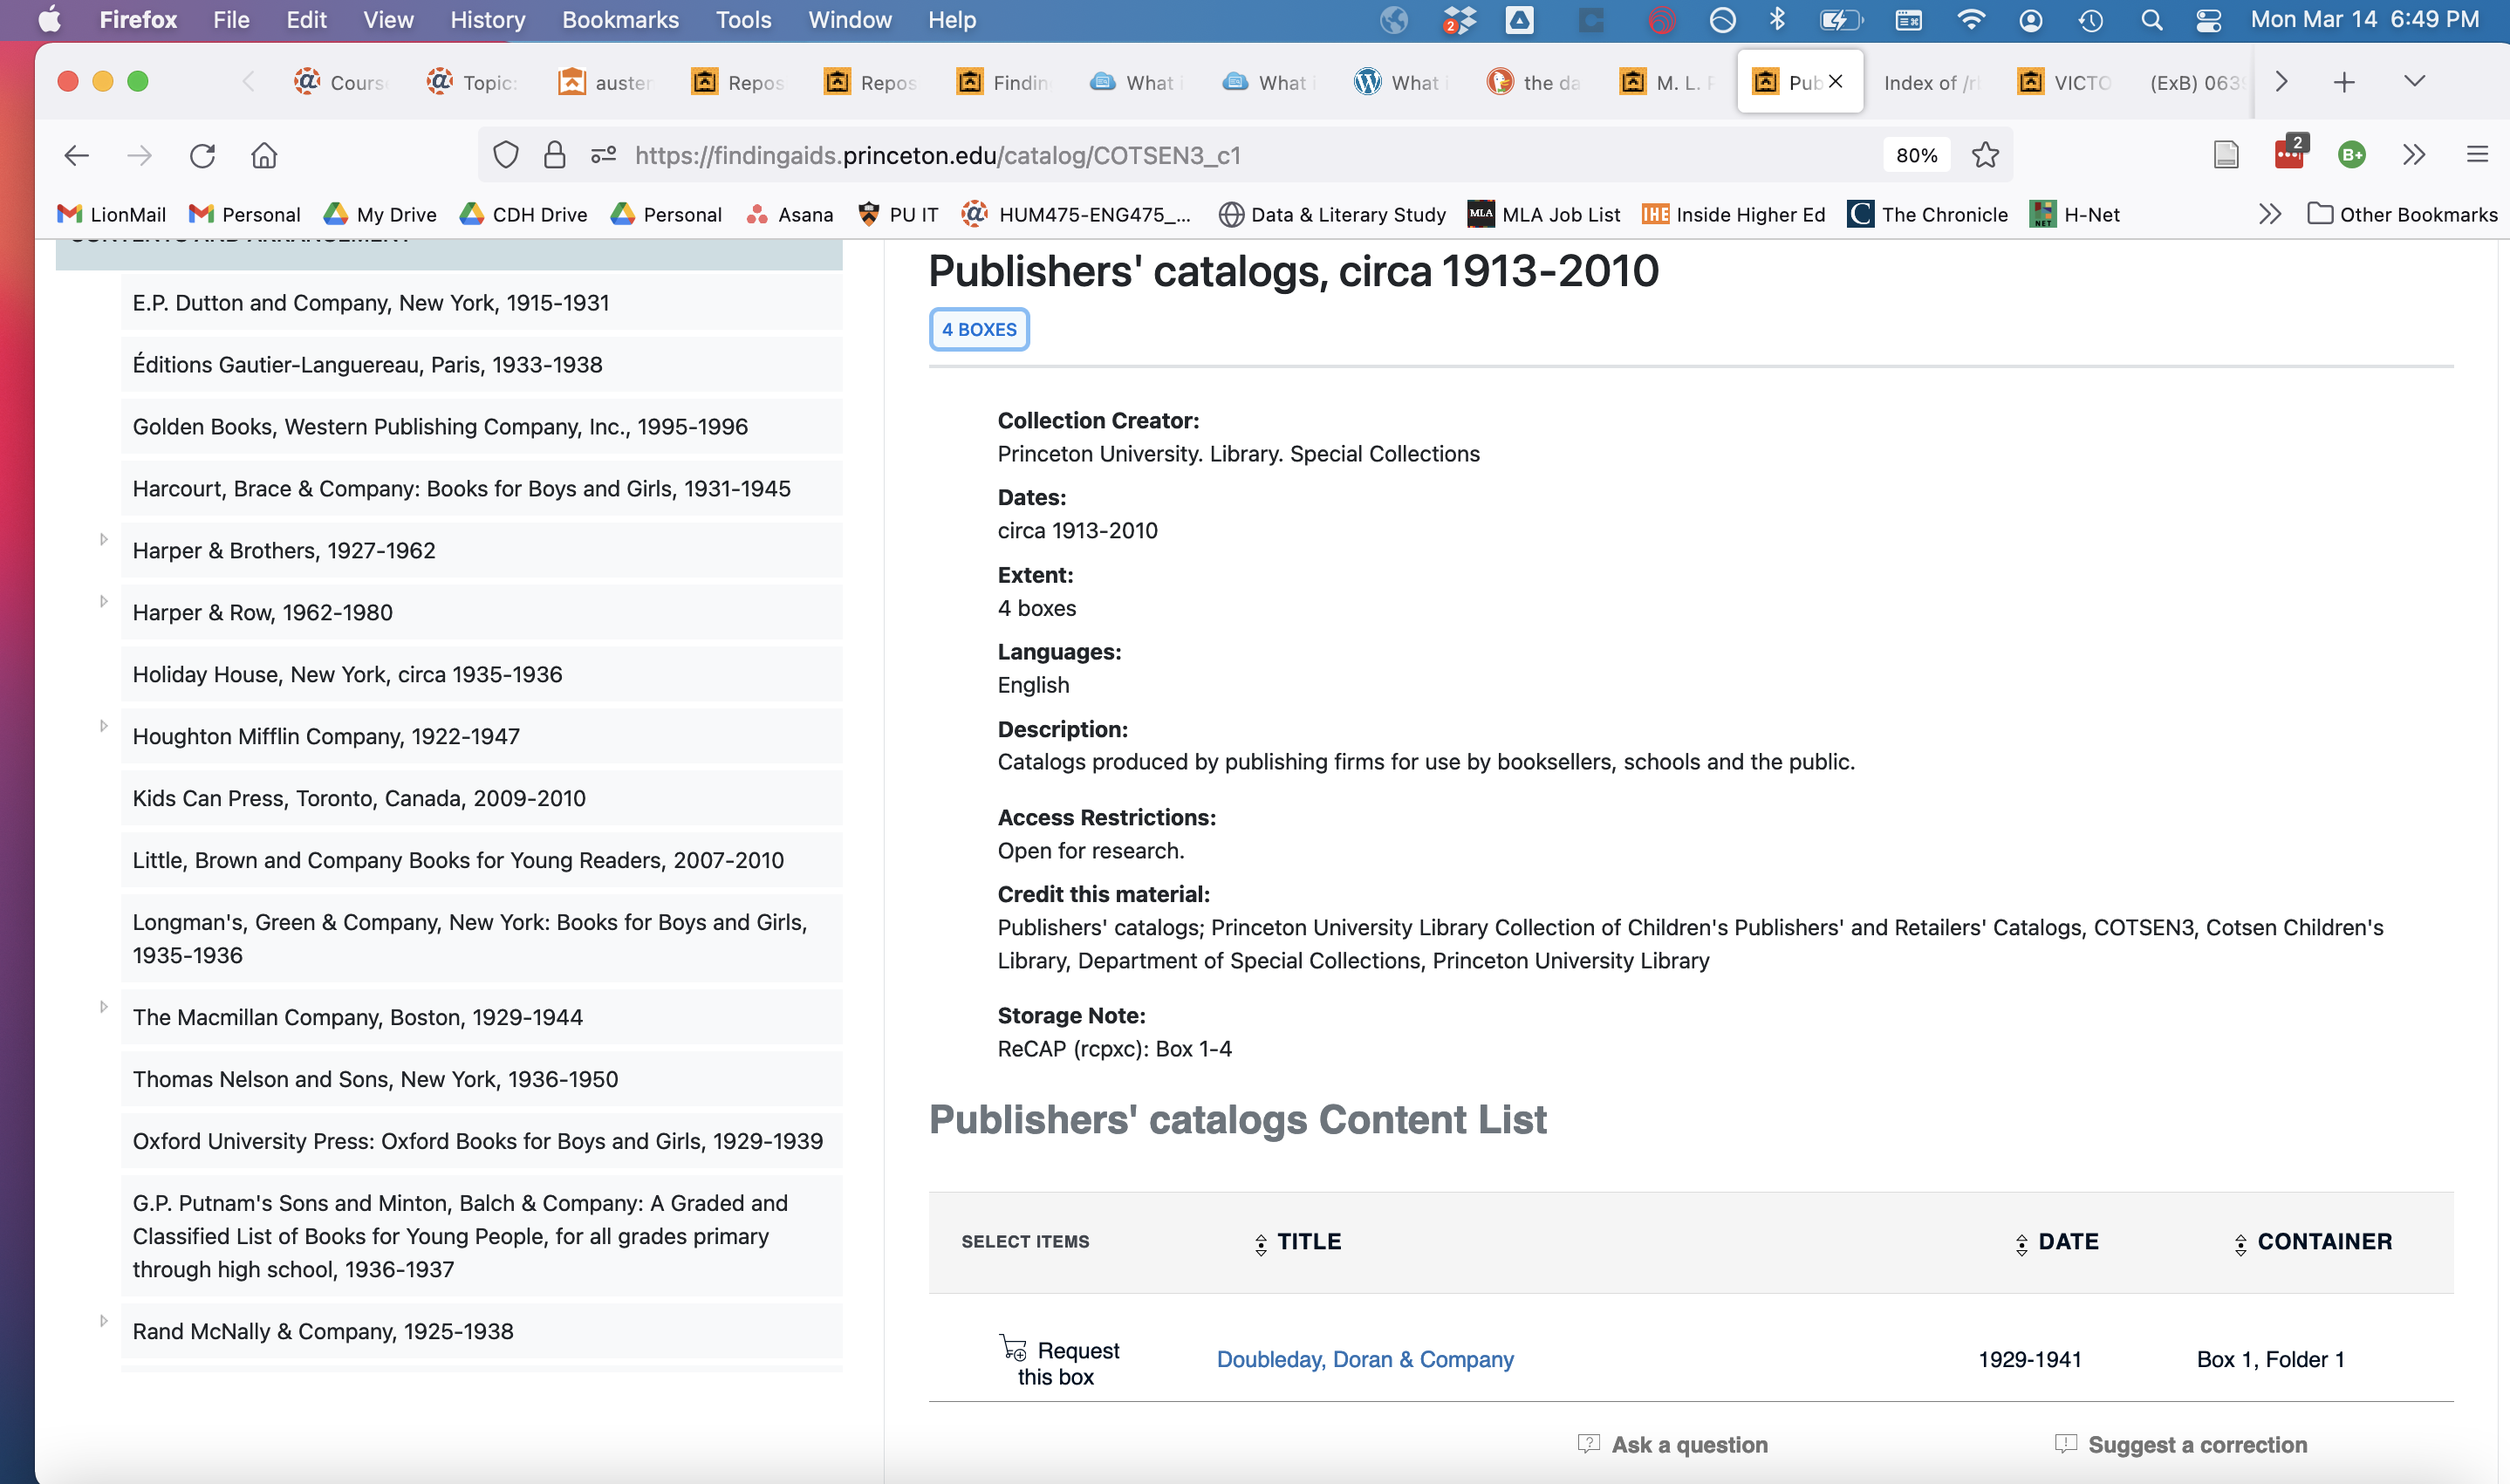 Firefox File Edit View History Bookmarks Tools Window Help 2 Mon Mar 14 6:49 PM
Course Topic: austen Repos Repos Findin What i What i What i the da M. L. Pub Index of /r VICTO (ExB) 063
https://findingaids.princeton.edu/catalog/COTSEN3_c1 80% 2 B+
LionMail Personal My Drive CDH Drive Personal Asana PU IT HUM475-ENG475_... Data & Literary Study MLA MLA Job List IHE Inside Higher Ed C The Chronicle NET H-Net Other Bookmarks
CONTENTS AND ARRANGEMENT
E.P. Dutton and Company, New York, 1915-1931
Éditions Gautier-Languereau, Paris, 1933-1938
Golden Books, Western Publishing Company, Inc., 1995-1996
Harcourt, Brace & Company: Books for Boys and Girls, 1931-1945
Harper & Brothers, 1927-1962
Harper & Row, 1962-1980
Holiday House, New York, circa 1935-1936
Houghton Mifflin Company, 1922-1947
Kids Can Press, Toronto, Canada, 2009-2010
Little, Brown and Company Books for Young Readers, 2007-2010
Longman's, Green & Company, New York: Books for Boys and Girls,
1935-1936
The Macmillan Company, Boston, 1929-1944
Thomas Nelson and Sons, New York, 1936-1950
Oxford University Press: Oxford Books for Boys and Girls, 1929-1939
G.P. Putnam's Sons and Minton, Balch & Company: A Graded and
Classified List of Books for Young People, for all grades primary
through high school, 1936-1937
Rand McNally & Company, 1925-1938
Publishers' catalogs, circa 1913-2010
4 BOXES
Collection Creator:
Princeton University. Library. Special Collections
Dates:
circa 1913-2010
Extent:
4 boxes
Languages:
English
Description:
Catalogs produced by publishing firms for use by booksellers, schools and the public.
Access Restrictions:
Open for research.
Credit this material:
Publishers' catalogs; Princeton University Library Collection of Children's Publishers' and Retailers' Catalogs, COTSEN3, Cotsen Children's
Library, Department of Special Collections, Princeton University Library
Storage Note:
ReCAP (rcpxc): Box 1-4
Publishers' catalogs Content List
SELECT ITEMS TITLE DATE CONTAINER
Request
this box
Doubleday, Doran & Company 1929-1941 Box 1, Folder 1
Ask a question Suggest a correction